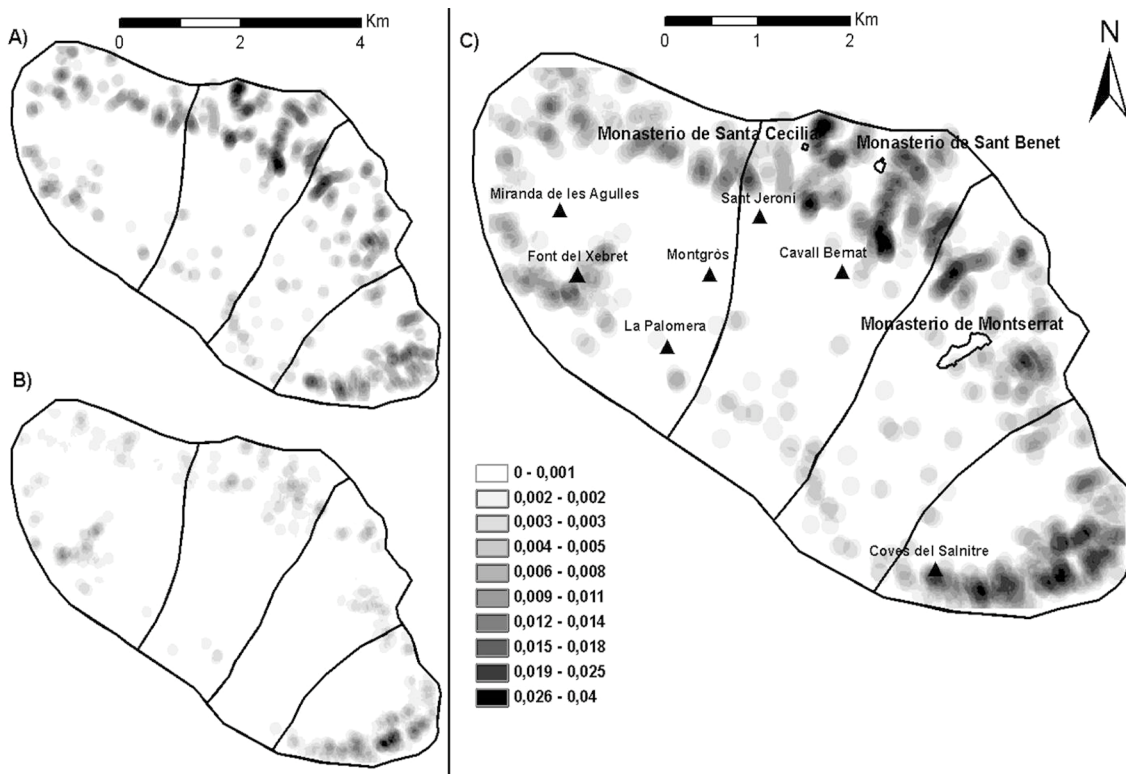 A)
Km
0 2 4
B)
C)
Km
0 1 2
N
Monasterio de Santa Cecilia
Monasterio de Sant Benet
Miranda de les Agulles
Sant Jeroni
Font del Xebret
Montgròs
Cavall Bernat
La Palomera
Monasterio de Montserrat
Coves del Salnitre
0 - 0,001
0,002 - 0,002
0,003 - 0,003
0,004 - 0,005
0,006 - 0,008
0,009 - 0,011
0,012 - 0,014
0,015 - 0,018
0,019 - 0,025
0,026 - 0,04